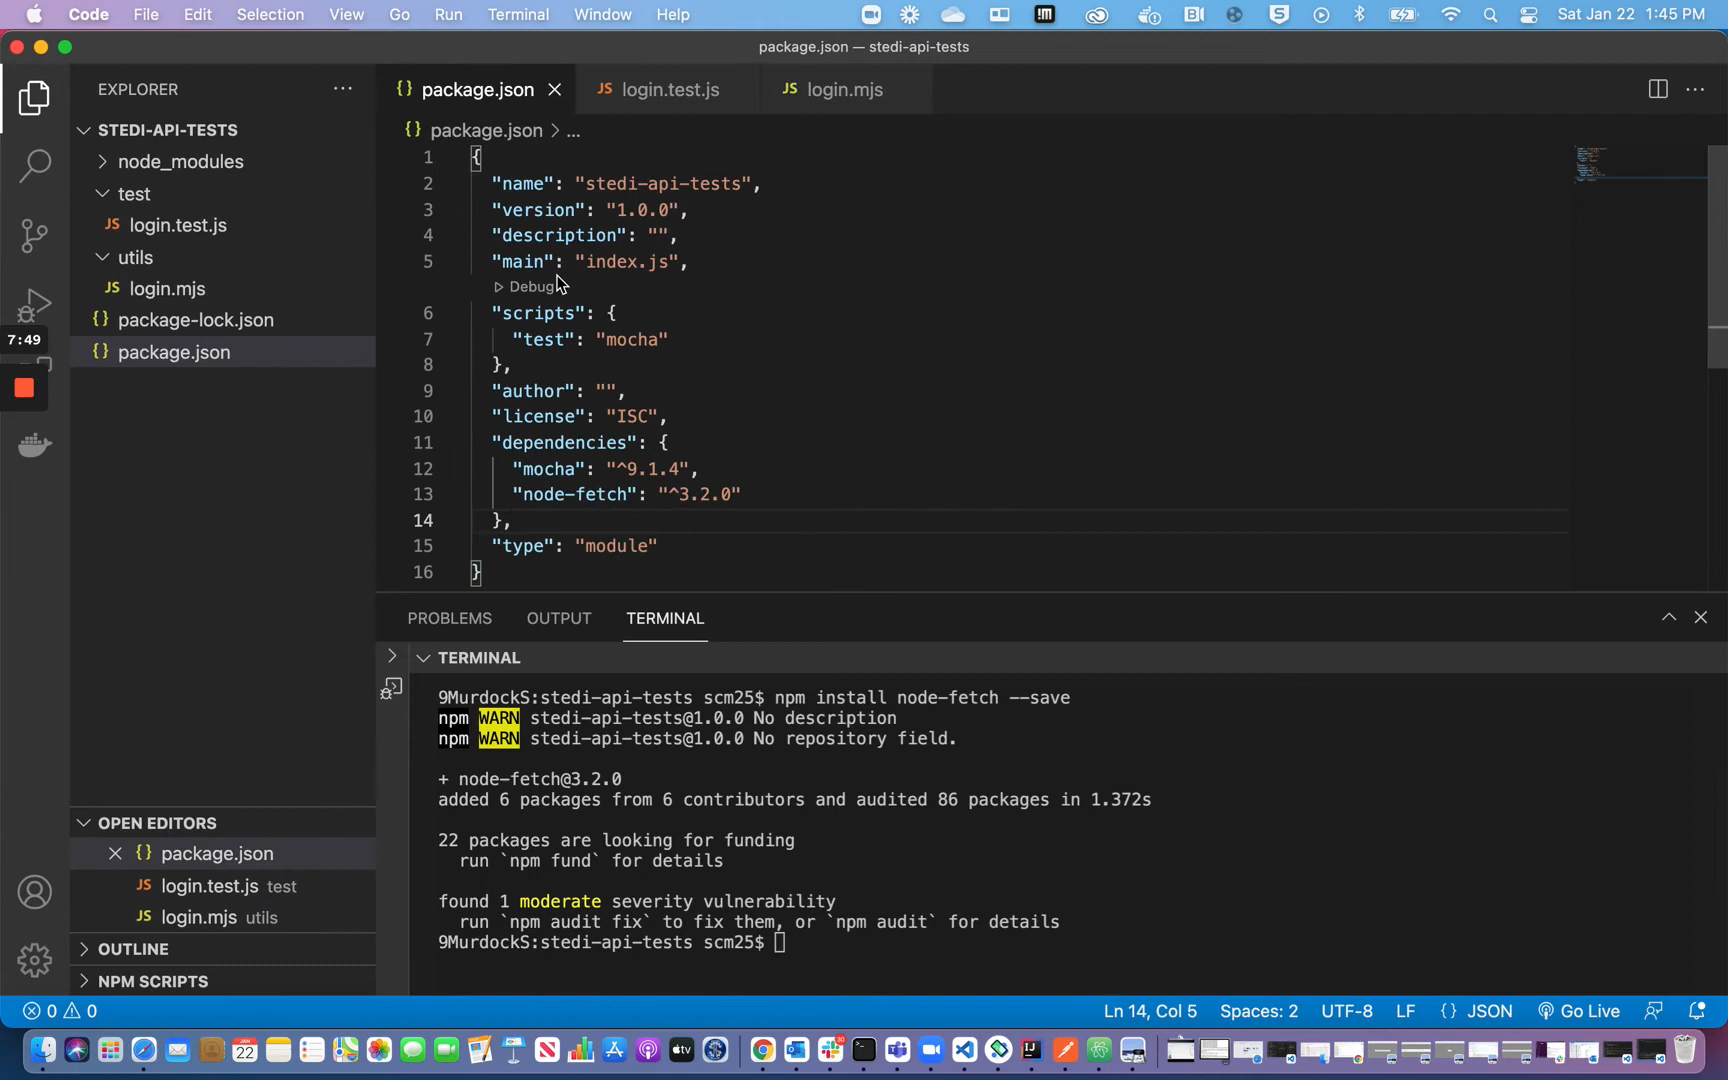 Code File Edit Selection View Go Run Terminal Window Help Sat Jan 22 1:45 PM
package.json — stedi-api-tests
EXPLORER
{} package.json
JS login.test.js
JS login.mjs
STEDI-API-TESTS
{} package.json > ...
node_modules
test
JS login.test.js
utils
JS login.mjs
{} package-lock.json
{} package.json
7:49
1 {
2 "name": "stedi-api-tests",
3 "version": "1.0.0",
4 "description": "",
5 "main": "index.js",
Debug
6 "scripts": {
7 "test": "mocha"
8 },
9 "author": "",
10 "license": "ISC",
11 "dependencies": {
12 "mocha": "^9.1.4",
13 "node-fetch": "^3.2.0"
14 },
15 "type": "module"
16 }
PROBLEMS OUTPUT TERMINAL
TERMINAL
9MurdockS:stedi-api-tests scm25$ npm install node-fetch --save
npm WARN stedi-api-tests@1.0.0 No description
npm WARN stedi-api-tests@1.0.0 No repository field.
+ node-fetch@3.2.0
added 6 packages from 6 contributors and audited 86 packages in 1.372s
22 packages are looking for funding
run `npm fund` for details
found 1 moderate severity vulnerability
run `npm audit fix` to fix them, or `npm audit` for details
9MurdockS:stedi-api-tests scm25$
OPEN EDITORS
{} package.json
JS login.test.js test
JS login.mjs utils
OUTLINE
NPM SCRIPTS
0 0 Ln 14, Col 5 Spaces: 2 UTF-8 LF {} JSON Go Live
JAN
22
tv